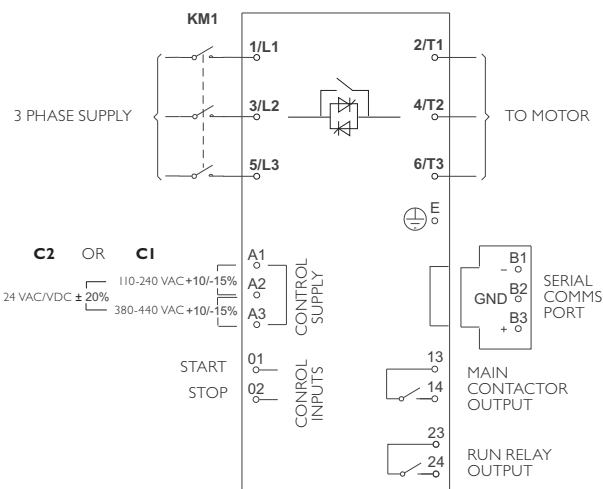 KM1
1/L1
2/T1
3 PHASE SUPPLY
3/L2
4/T2
TO MOTOR
5/L3
6/T3
E
C2 OR C1
A1
110-240 VAC +10/-15%
A2
24 VAC/VDC ± 20%
380-440 VAC +10/-15%
A3
CONTROL
SUPPLY
B1
–
GND B2
+ B3
SERIAL
COMMS
PORT
START 01
STOP 02
CONROL
INPUTS
13
14
MAIN
CONTACTOR
OUTPUT
23
24
RUN RELAY
OUTPUT